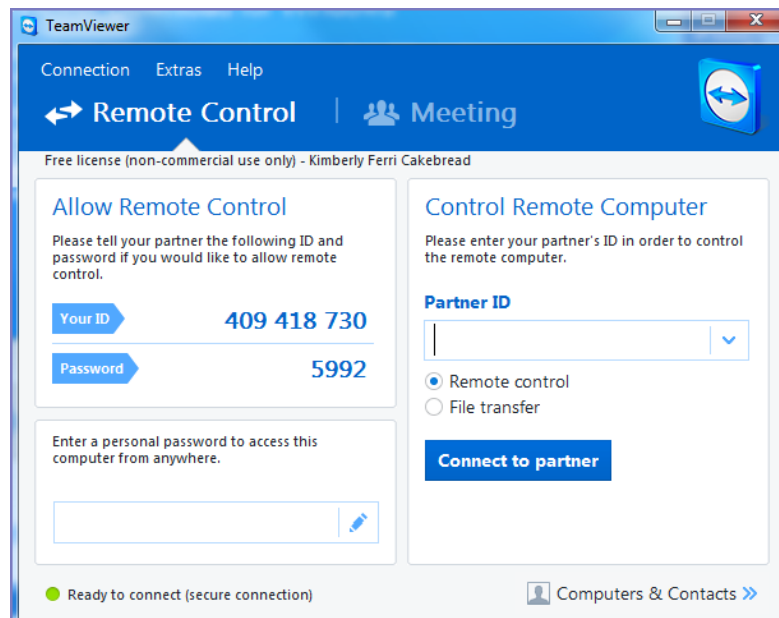 TeamViewer
Connection Extras Help
Remote Control | Meeting
Free license (non-commercial use only) - Kimberly Ferri Cakebread
Allow Remote Control
Please tell your partner the following ID and
password if you would like to allow remote
control.
Your ID 409 418 730
Password 5992
Enter a personal password to access this
computer from anywhere.
Control Remote Computer
Please enter your partner's ID in order to control
the remote computer.
Partner ID
Remote control
File transfer
Connect to partner
Ready to connect (secure connection)
Computers & Contacts